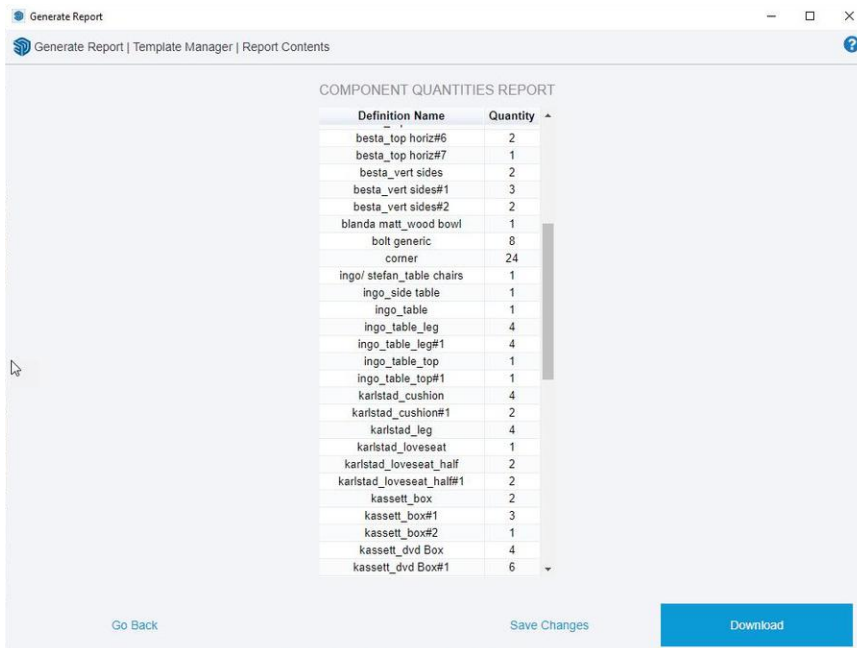 Generate Report
Generate Report | Template Manager | Report Contents
?
COMPONENT QUANTITIES REPORT
Definition Name Quantity
besta_top horiz#6 2
besta_top horiz#7 1
besta_vert sides 2
besta_vert sides#1 3
besta_vert sides#2 2
blanda matt_wood bowl 1
bolt generic 8
corner 24
ingo/ stefan_table chairs 1
ingo_side table 1
ingo_table 1
ingo_table_leg 4
ingo_table_leg#1 4
ingo_table_top 1
ingo_table_top#1 1
karlstad_cushion 4
karlstad_cushion#1 2
karlstad_leg 4
karlstad_loveseat 1
karlstad_loveseat_half 2
karlstad_loveseat_half#1 2
kassett_box 2
kassett_box#1 3
kassett_box#2 1
kassett_dvd Box 4
kassett_dvd Box#1 6
Go Back Save Changes Download